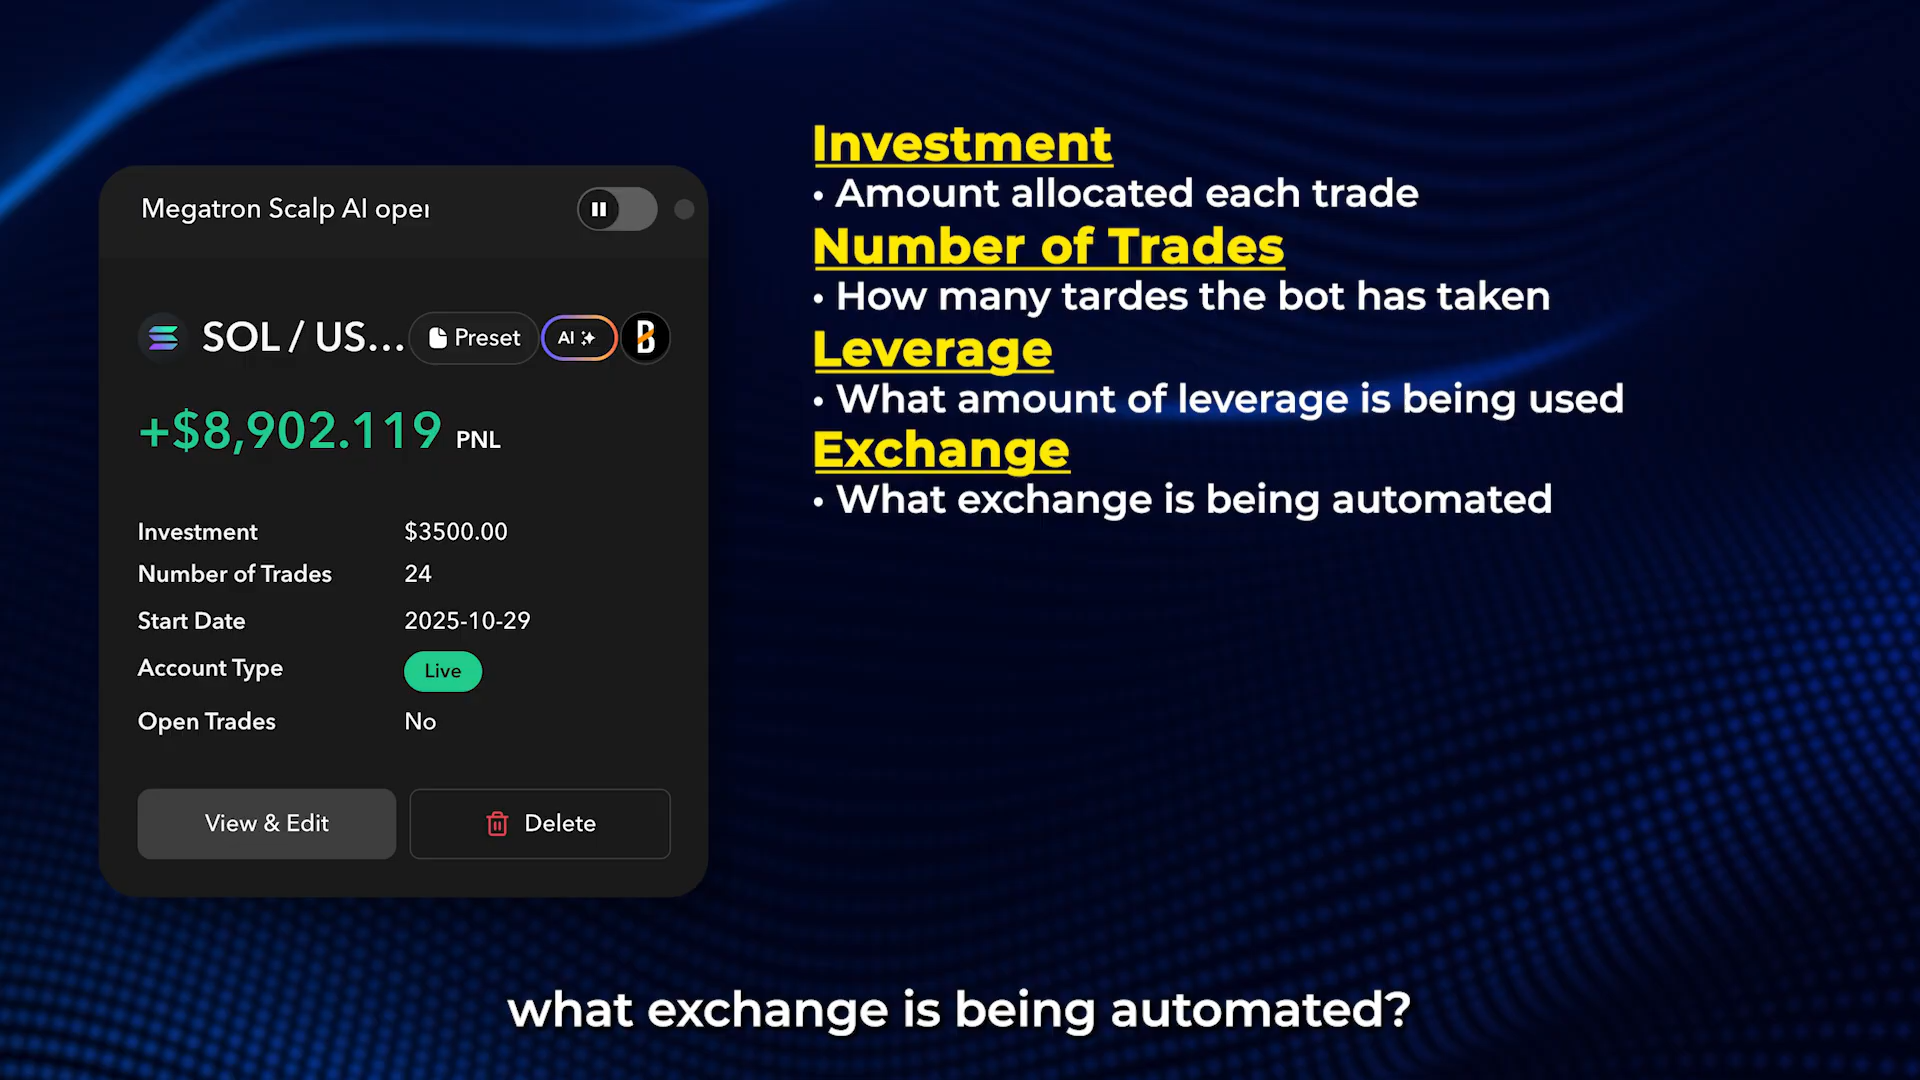 Megatron Scalp AI oper
SOL / US...
Preset
AI
B
+$8,902.119 PNL
Investment $3500.00
Number of Trades 24
Start Date 2025-10-29
Account Type Live
Open Trades No
View & Edit
Delete
Investment
• Amount allocated each trade
Number of Trades
• How many tardes the bot has taken
Leverage
• What amount of leverage is being used
Exchange
• What exchange is being automated
what exchange is being automated?